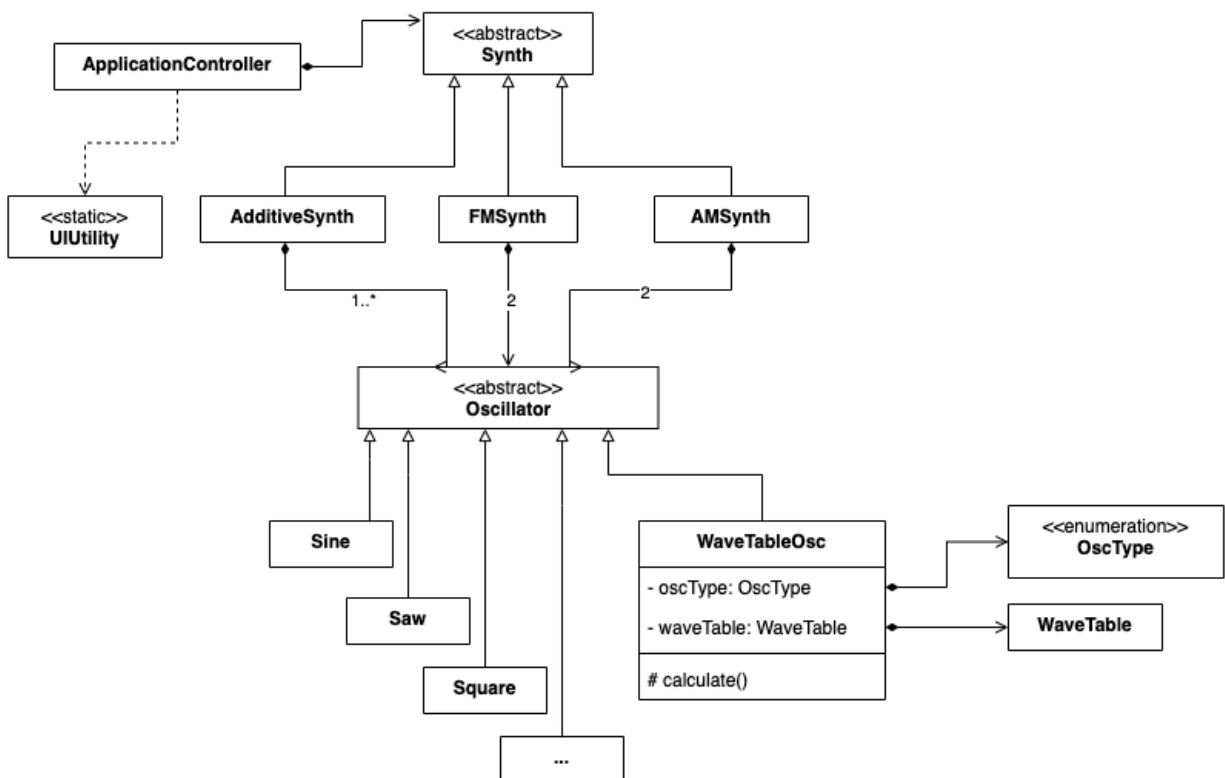 <<abstract>>
Synth
ApplicationController
<<static>>
UIUtility
AdditiveSynth
FMSynth
AMSynth
1..*
2
2
<<abstract>>
Oscillator
Sine
Saw
Square
...
WaveTableOsc
- oscType: OscType
- waveTable: WaveTable
# calculate()
<<enumeration>>
OscType
WaveTable